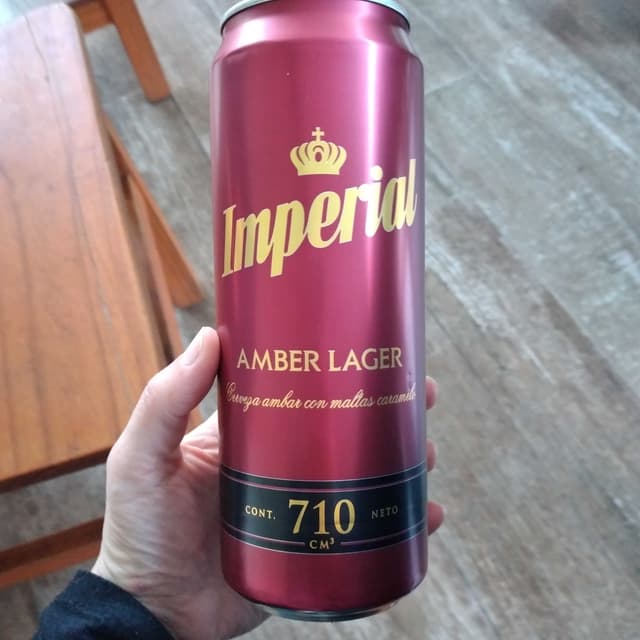 Imperial
AMBER LAGER
Cerveza ambar con maltas caramelo
CONT. 710 NETO
CM³